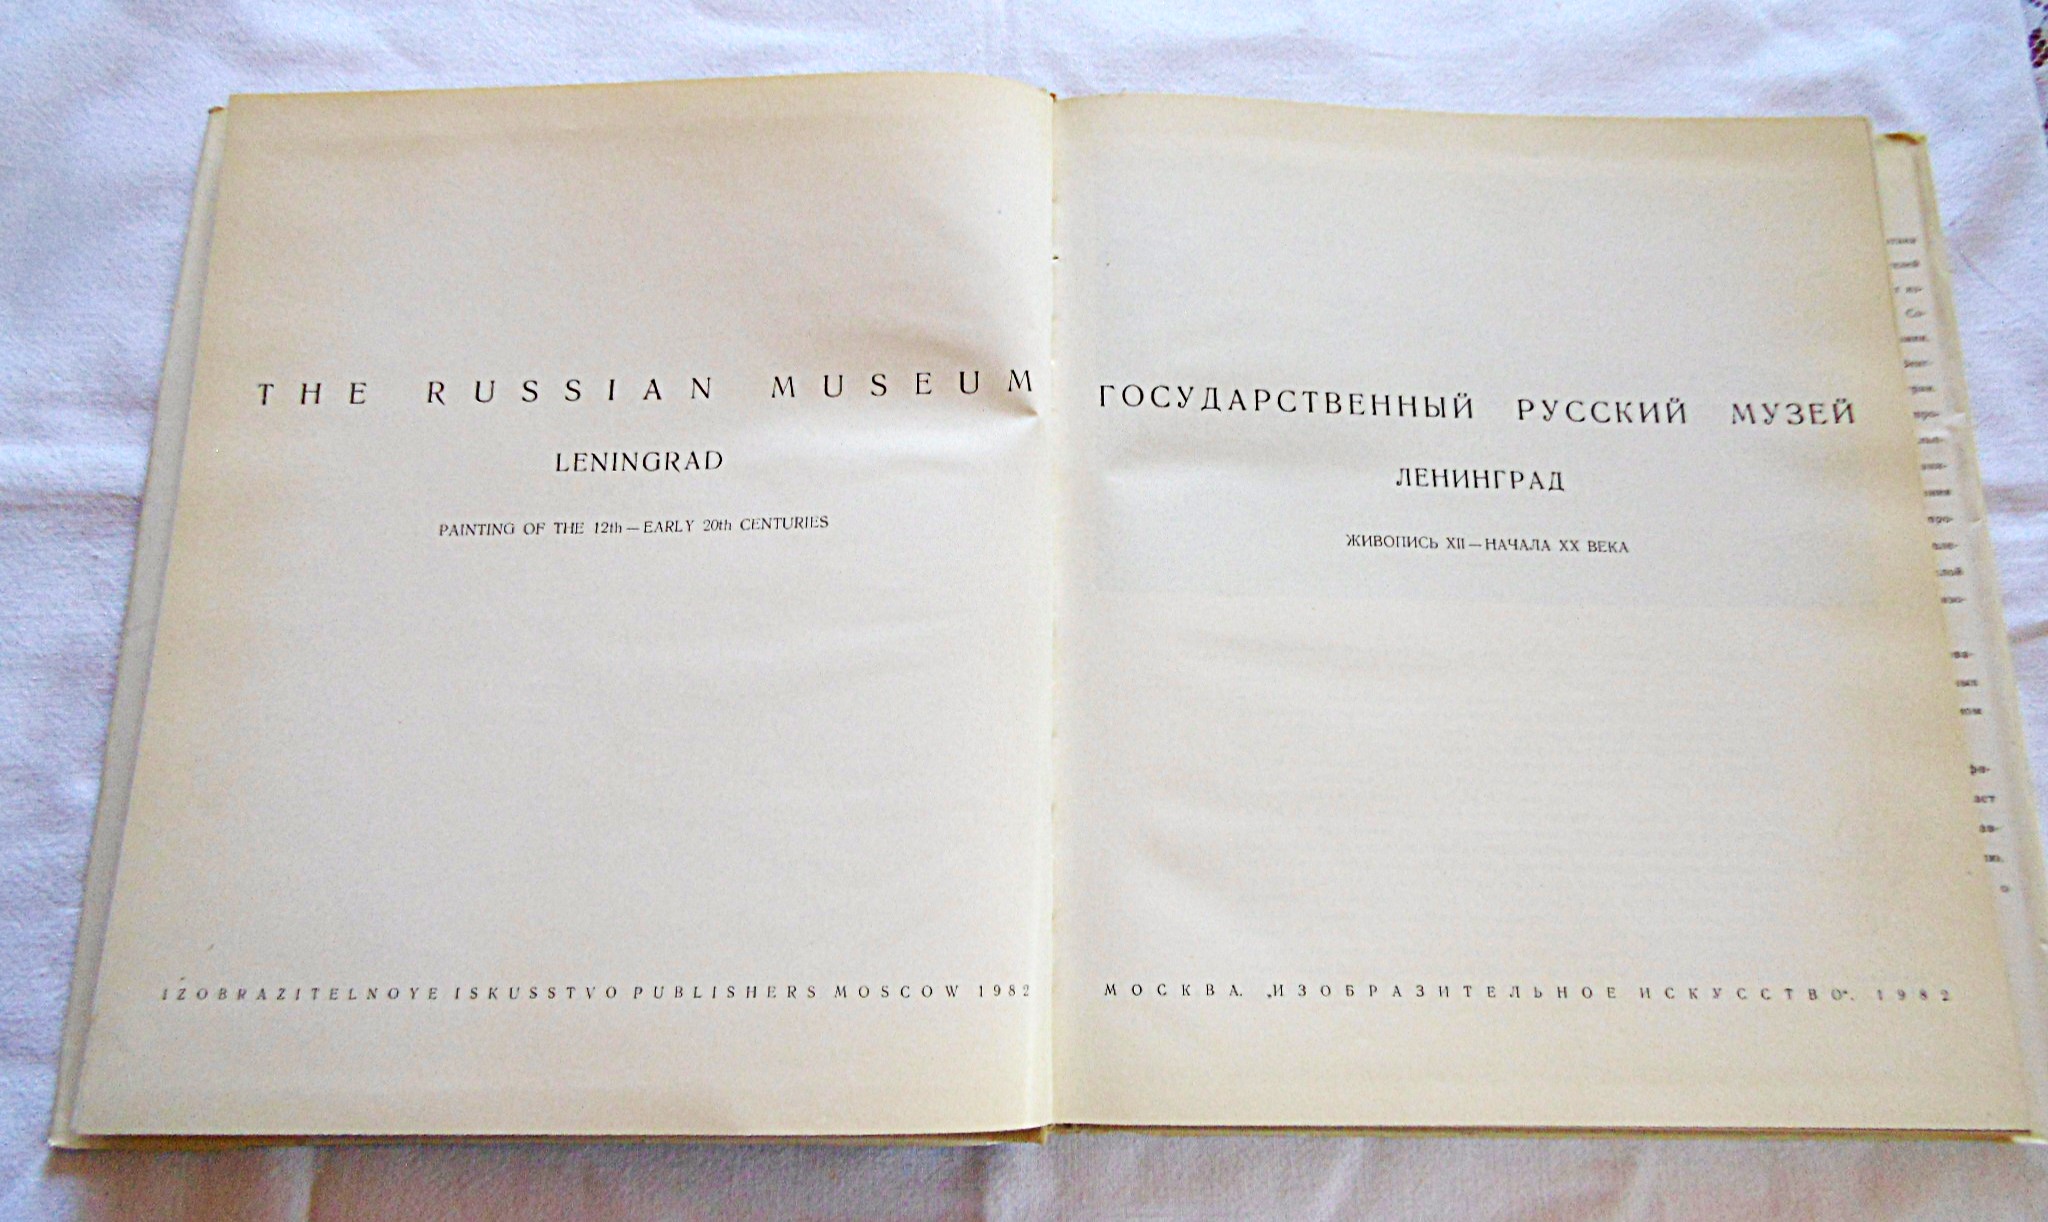 THE RUSSIAN MUSEUM
LENINGRAD
PAINTING OF THE 12th — EARLY 20th CENTURIES
IZOBRAZITELNOYE ISKUSSTVO PUBLISHERS MOSCOW 1982
ГОСУДАРСТВЕННЫЙ РУССКИЙ МУЗЕЙ
ЛЕНИНГРАД
ЖИВОПИСЬ XII — НАЧАЛА XX ВЕКА
МОСКВА. „ИЗОБРАЗИТЕЛЬНОЕ ИСКУССТВО“. 1982